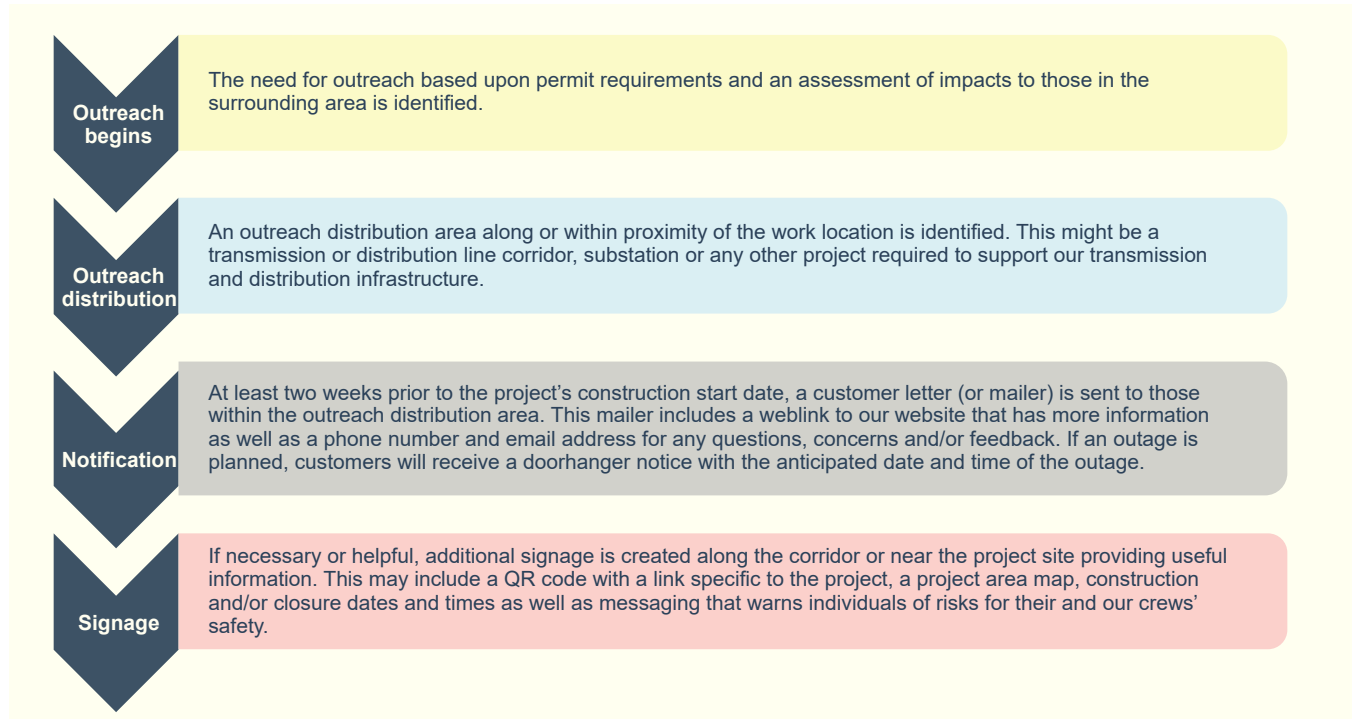 Outreach
begins
The need for outreach based upon permit requirements and an assessment of impacts to those in the
surrounding area is identified.
Outreach
distribution
An outreach distribution area along or within proximity of the work location is identified. This might be a
transmission or distribution line corridor, substation or any other project required to support our transmission
and distribution infrastructure.
Notification
At least two weeks prior to the project’s construction start date, a customer letter (or mailer) is sent to those
within the outreach distribution area. This mailer includes a weblink to our website that has more information
as well as a phone number and email address for any questions, concerns and/or feedback. If an outage is
planned, customers will receive a doorhanger notice with the anticipated date and time of the outage.
Signage
If necessary or helpful, additional signage is created along the corridor or near the project site providing useful
information. This may include a QR code with a link specific to the project, a project area map, construction
and/or closure dates and times as well as messaging that warns individuals of risks for their and our crews’
safety.